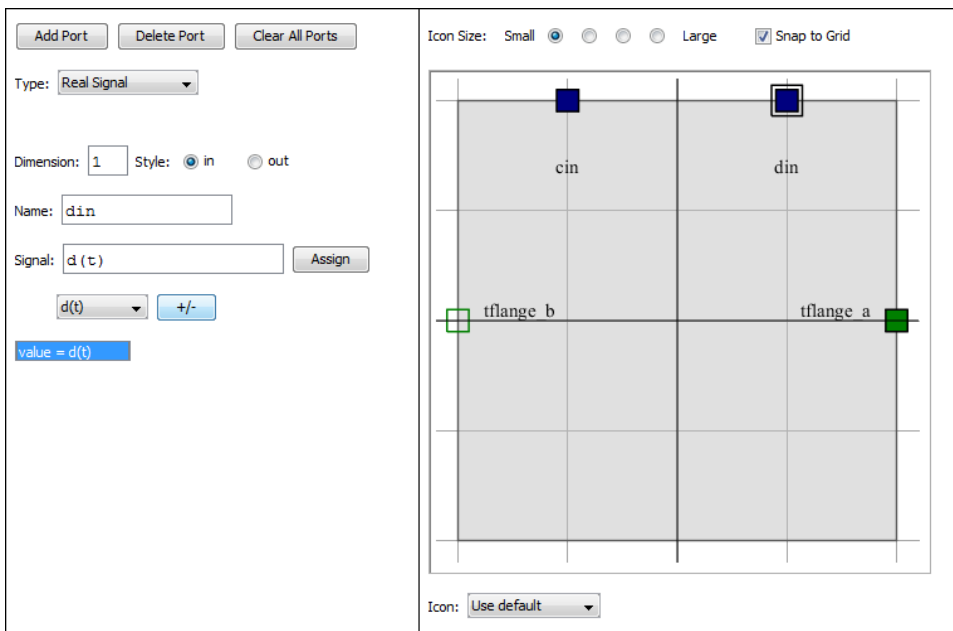 Add Port Delete Port Clear All Ports
Type: Real Signal
Dimension: 1 Style: in out
Name: din
Signal: d(t) Assign
d(t) +/-
value = d(t)
Icon Size: Small Large Snap to Grid
cin din
tflange_b tflange_a
Icon: Use default